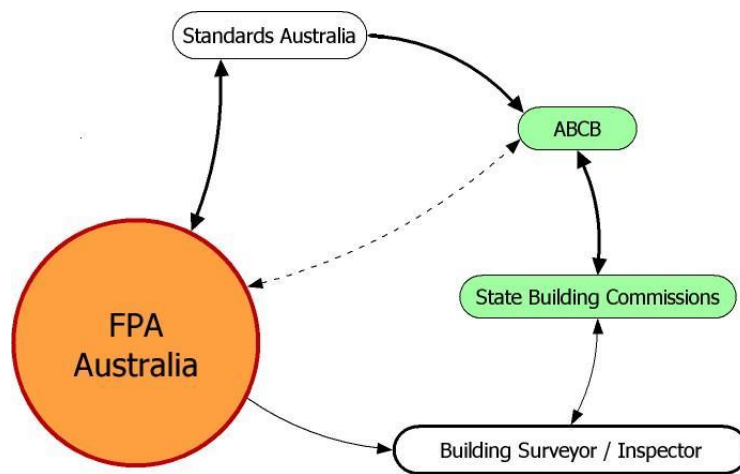 Standards Australia
ABCB
State Building Commissions
FPA
Australia
Building Surveyor / Inspector